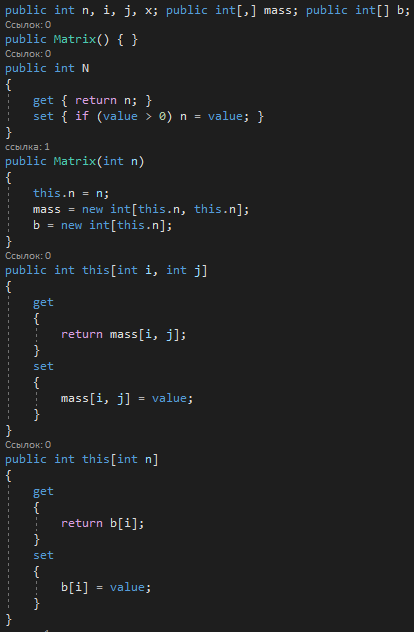 public int n, i, j, x; public int[,] mass; public int[] b;
Ссылок: 0
public Matrix() { }
Ссылок: 0
public int N
{
    get { return n; }
    set { if (value > 0) n = value; }
}
ссылка: 1
public Matrix(int n)
{
    this.n = n;
    mass = new int[this.n, this.n];
    b = new int[this.n];
}
Ссылок: 0
public int this[int i, int j]
{
    get
    {
        return mass[i, j];
    }
    set
    {
        mass[i, j] = value;
    }
}
Ссылок: 0
public int this[int n]
{
    get
    {
        return b[i];
    }
    set
    {
        b[i] = value;
    }
}